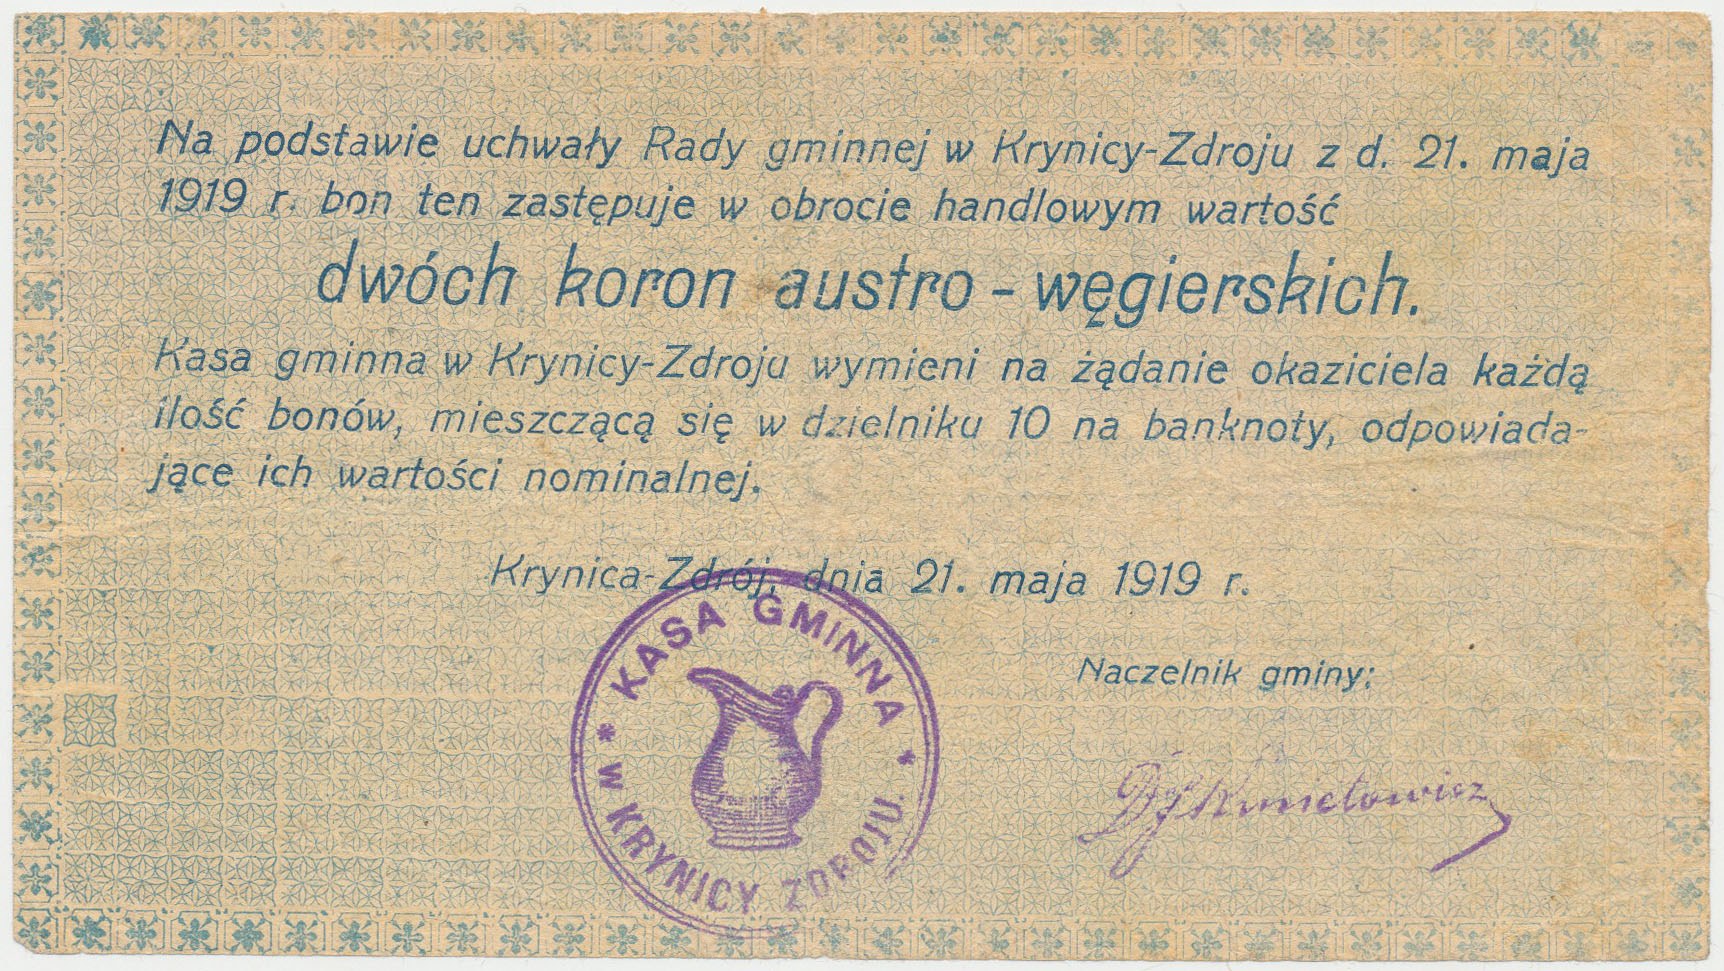 Na podstawie uchwały Rady gminnej w Krynicy-Zdroju z d. 21. maja
1919 r. bon ten zastępuje w obrocie handlowym wartość
dwóch koron austro-węgierskich.
Kasa gminna w Krynicy-Zdroju wymieni na żądanie okaziciela każdą
ilość bonów, mieszczącą się w dzielniku 10 na banknoty, odpowiada-
jące ich wartości nominalnej.
Krynica-Zdrój, dnia 21. maja 1919 r.
* KASA GMINNA *
W KRYNICY ZDROJU.
Naczelnik gminy:
Kmietowicz